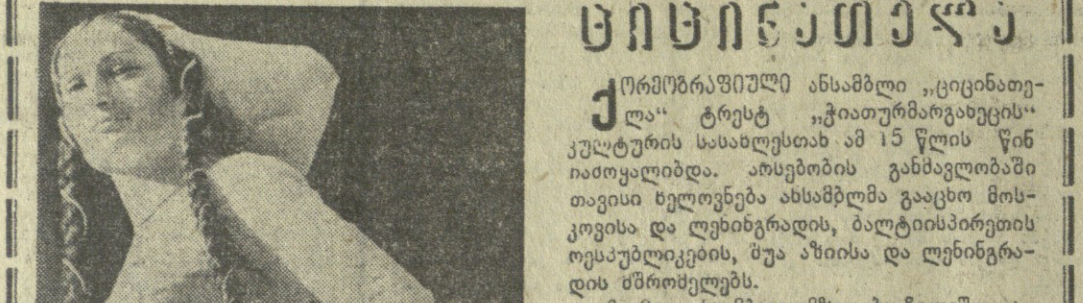 ციცინათელა
ქორეოგრაფიული ანსამბლი „ციცინათე-
ლა“ ტრესტ „ჭიათურმარგანეცის“
კულტურის სასახლესთან ამ 15 წლის წინ
ჩამოყალიბდა. არსებობის განმავლობაში
თავისი ხელოვნება ანსამბლმა გააცნო მოს-
კოვისა და ლენინგრადის, ბალტიისპირეთის
რესპუბლიკების, შუა აზიისა და ლენინგრა-
დის მშრომელებს.